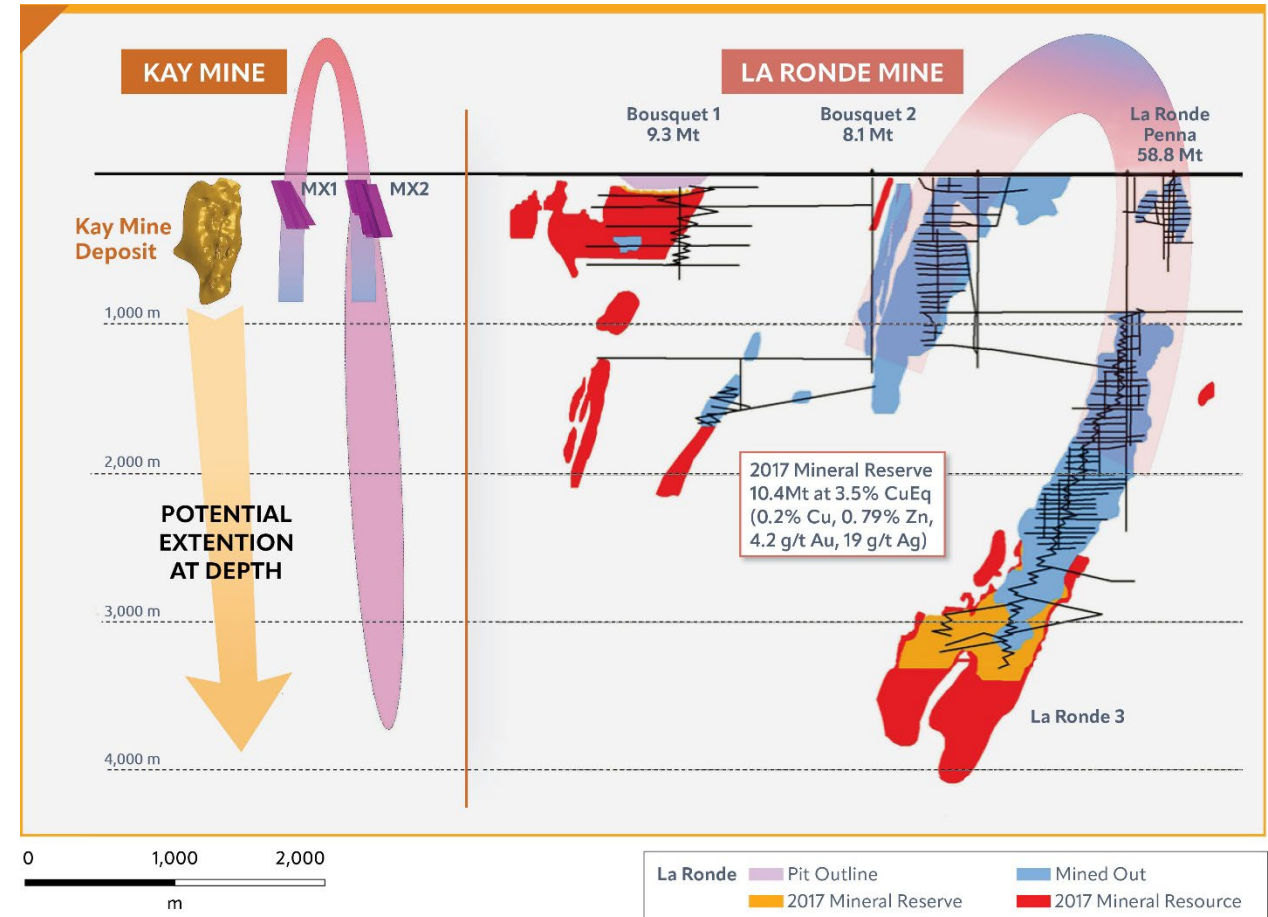 KAY MINE
LA RONDE MINE
Bousquet 1
9.3 Mt
Bousquet 2
8.1 Mt
La Ronde
Penna
58.8 Mt
MX1
MX2
Kay Mine
Deposit
1,000 m
2,000 m
POTENTIAL
EXTENTION
AT DEPTH
3,000 m
4,000 m
2017 Mineral Reserve
10.4Mt at 3.5% CuEq
(0.2% Cu, 0.79% Zn,
4.2 g/t Au, 19 g/t Ag)
La Ronde 3
0 1,000 2,000
m
La Ronde Pit Outline Mined Out
2017 Mineral Reserve 2017 Mineral Resource